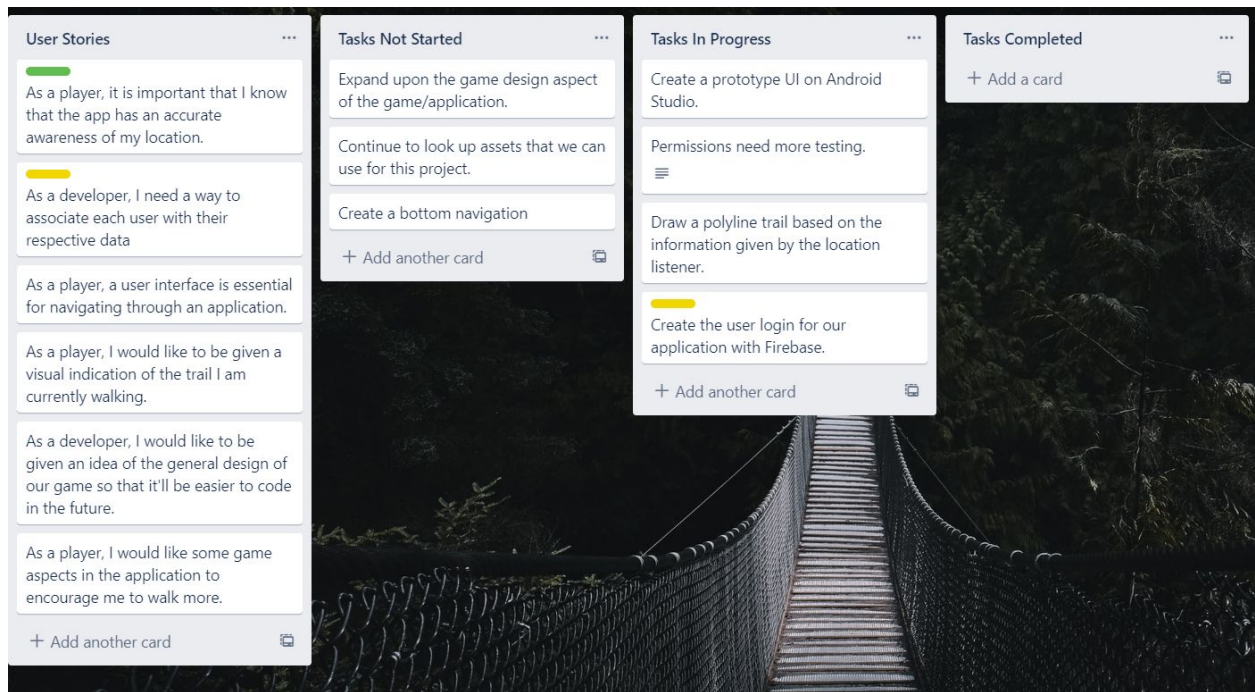 User Stories
As a player, it is important that I know
that the app has an accurate
awareness of my location.
As a developer, I need a way to
associate each user with their
respective data
As a player, a user interface is essential
for navigating through an application.
As a player, I would like to be given a
visual indication of the trail I am
currently walking.
As a developer, I would like to be
given an idea of the general design of
our game so that it'll be easier to code
in the future.
As a player, I would like some game
aspects in the application to
encourage me to walk more.
+ Add another card
Tasks Not Started
Expand upon the game design aspect
of the game/application.
Continue to look up assets that we can
use for this project.
Create a bottom navigation
+ Add another card
Tasks In Progress
Create a prototype UI on Android
Studio.
Permissions need more testing.
Draw a polyline trail based on the
information given by the location
listener.
Create the user login for our
application with Firebase.
+ Add another card
Tasks Completed
+ Add a card